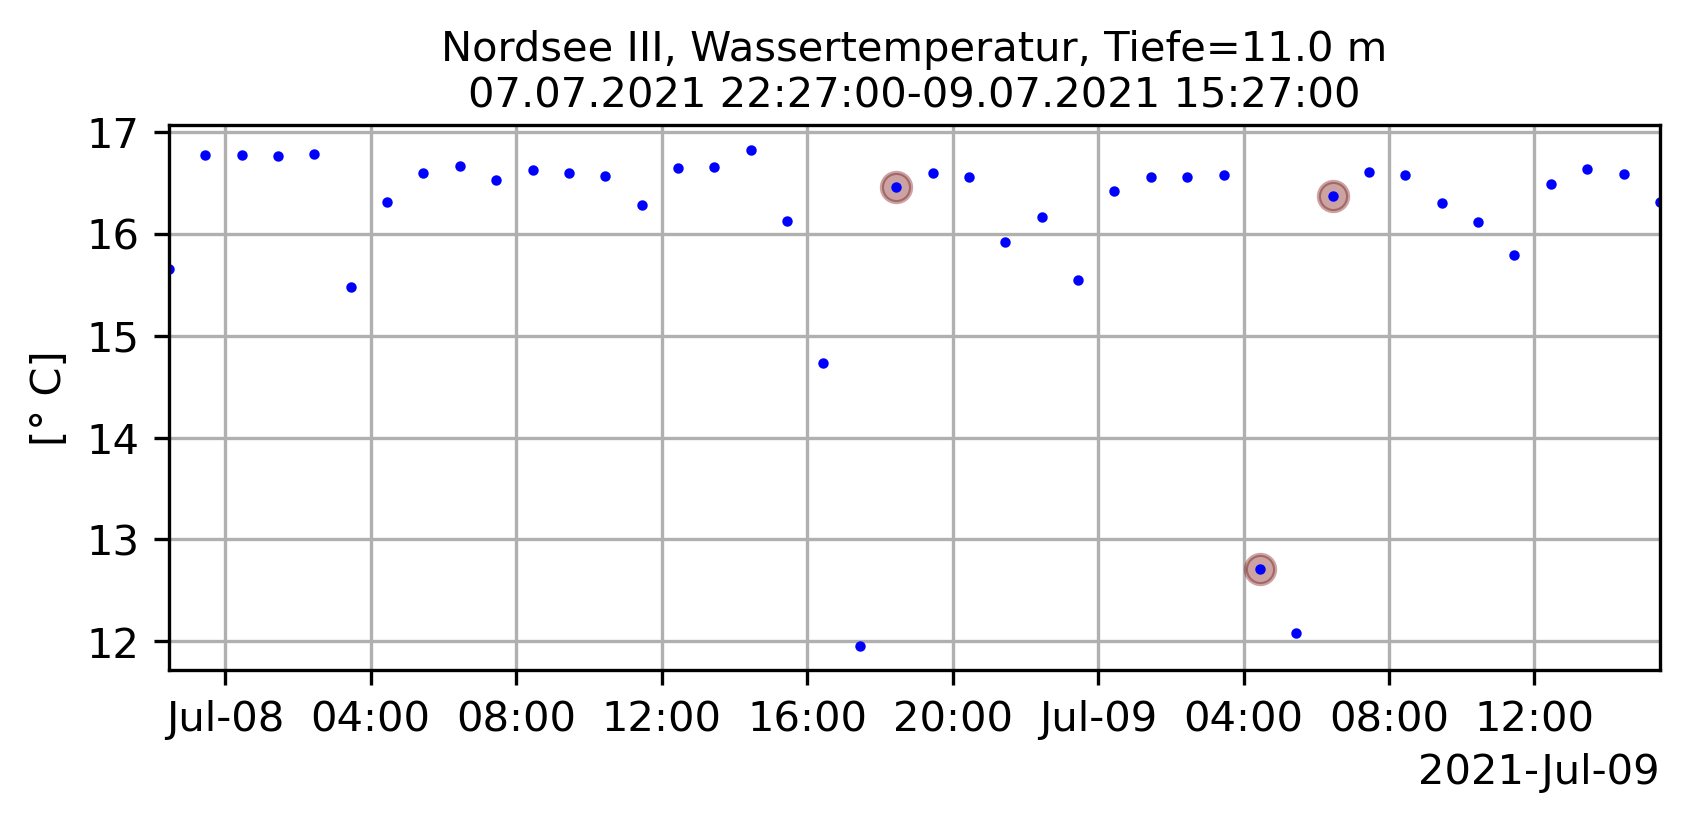 Nordsee III, Wassertemperatur, Tiefe=11.0 m
07.07.2021 22:27:00-09.07.2021 15:27:00
[° C]
17
16
15
14
13
12
Jul-08 04:00 08:00 12:00 16:00 20:00 Jul-09 04:00 08:00 12:00
2021-Jul-09